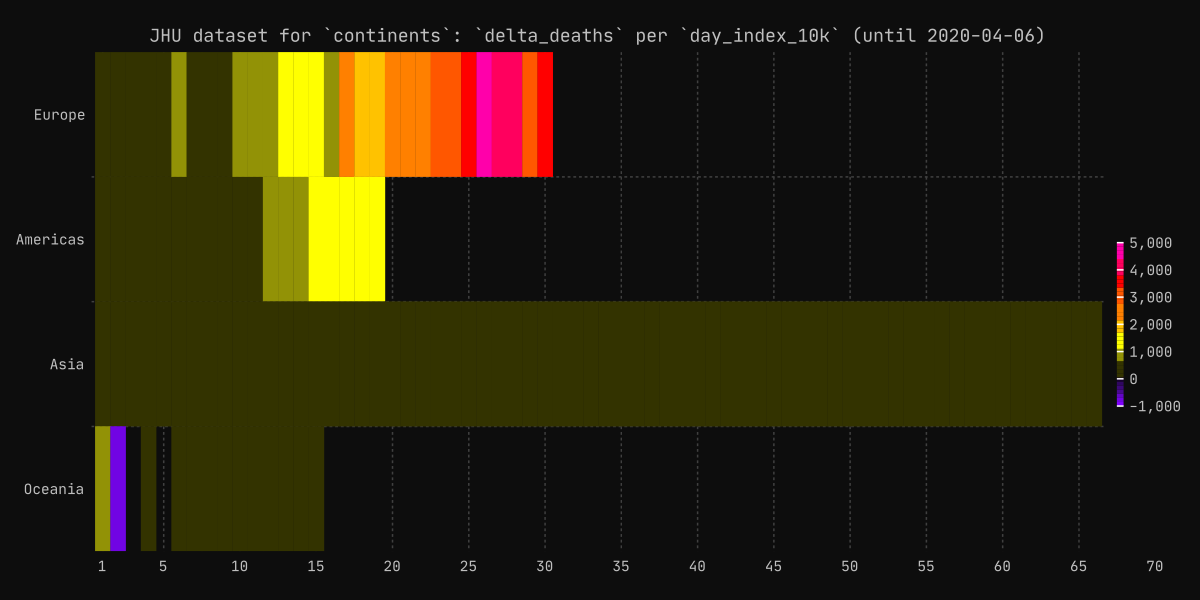 JHU dataset for `continents`: `delta_deaths` per `day_index_10k` (until 2020-04-06)
Europe
Americas
Asia
Oceania
5,000
4,000
3,000
2,000
1,000
0
-1,000
1 5 10 15 20 25 30 35 40 45 50 55 60 65 70